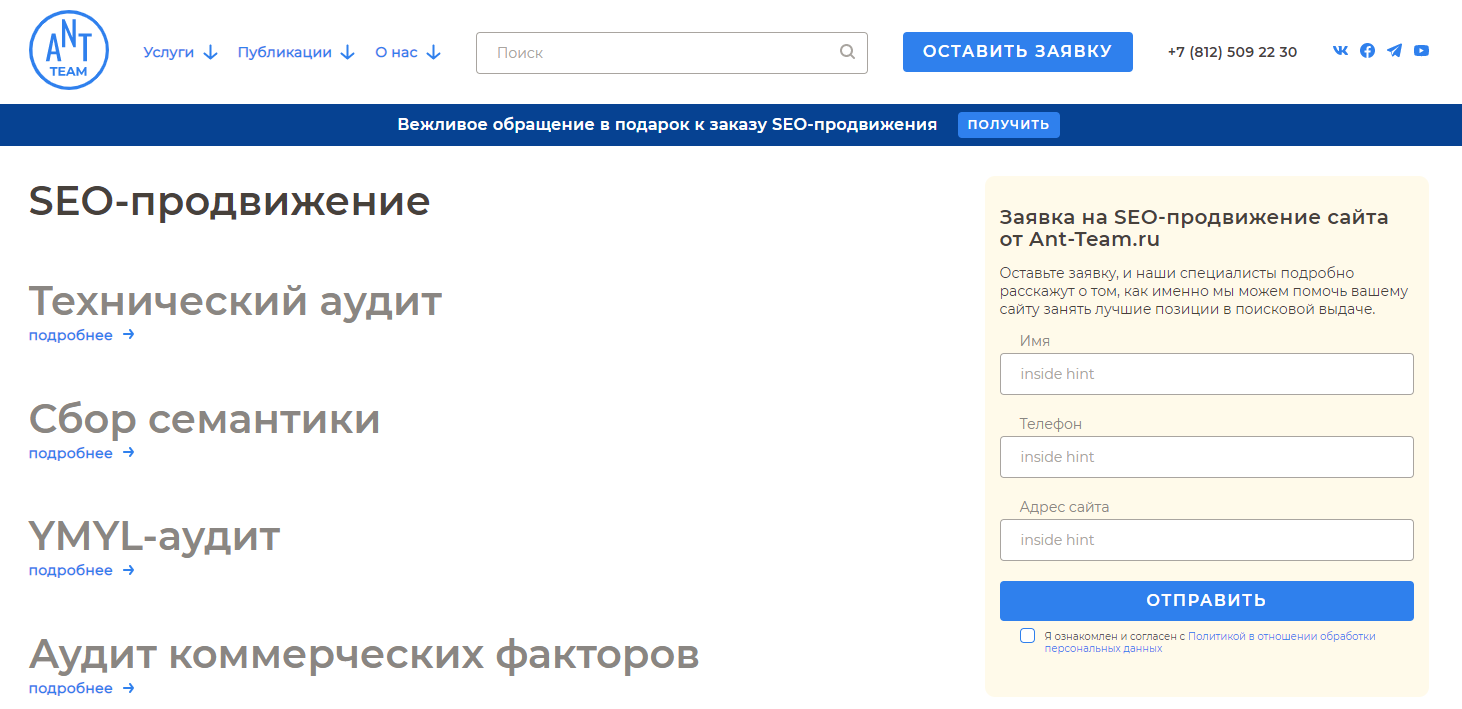 ANT
TEAM
Услуги Публикации О нас Поиск ОСТАВИТЬ ЗАЯВКУ +7 (812) 509 22 30
Вежливое обращение в подарок к заказу SEO-продвижения ПОЛУЧИТЬ
SEO-продвижение
Технический аудит
подробнее
Сбор семантики
подробнее
YMYL-аудит
подробнее
Аудит коммерческих факторов
подробнее
Заявка на SEO-продвижение сайта
от Ant-Team.ru
Оставьте заявку, и наши специалисты подробно
расскажут о том, как именно мы можем помочь вашему
сайту занять лучшие позиции в поисковой выдаче.
Имя
inside hint
Телефон
inside hint
Адрес сайта
inside hint
ОТПРАВИТЬ
Я ознакомлен и согласен с Политикой в отношении обработки
персональных данных